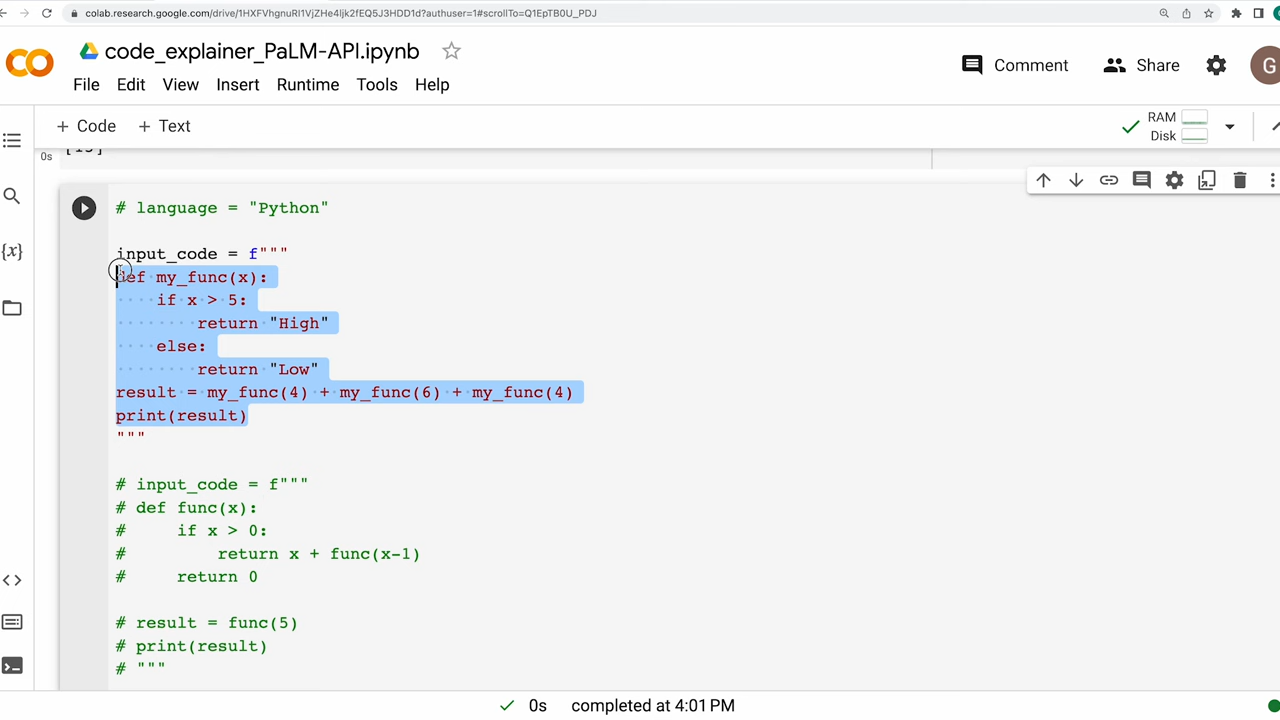 colab.research.google.com/drive/1HXFVhgnuRI1VjZHe4ljk2fEQ5J3HDD1d?authuser=1#scrollTo=Q1EpTB0U_PDJ
code_explainer_PaLM-API.ipynb
Comment
Share
G
File Edit View Insert Runtime Tools Help
+ Code + Text
RAM
Disk
0s
{x}
# language = "Python"
input_code = f"""
def my_func(x):
    if x > 5:
        return "High"
    else:
        return "Low"
result = my_func(4) + my_func(6) + my_func(4)
print(result)
"""
# input_code = f"""
# def func(x):
#     if x > 0:
#         return x + func(x-1)
#     return 0
# result = func(5)
# print(result)
# """
0s completed at 4:01 PM